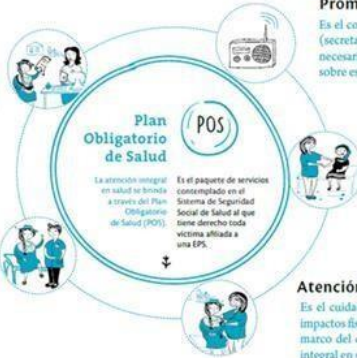 Prom
Es el co
(secreta
necesar
sobre en
Plan
Obligatorio
de Salud
POS
La atención integral
en salud se brinda
a través del Plan
Obligatorio
de Salud (POS).
Es el paquete de servicios
contemplado en el
Sistema de Seguridad
Social de Salud al que
tiene derecho toda
víctima afiliada a
una EPS.
Atención
Es el cuida
impactos fís
marco del c
integral en